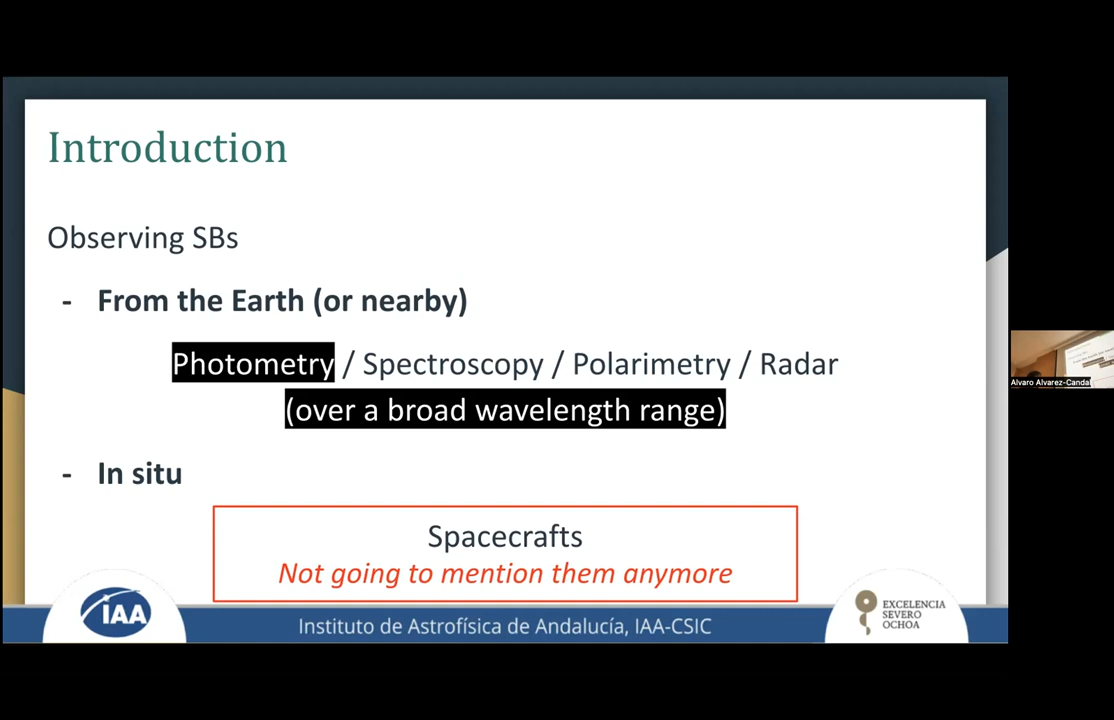 Introduction
Observing SBs
- From the Earth (or nearby)
Photometry / Spectroscopy / Polarimetry / Radar
(over a broad wavelength range)
- In situ
Spacecrafts
Not going to mention them anymore
IAA
Instituto de Astrofísica de Andalucía, IAA-CSIC
EXCELENCIA
SEVERO
OCHOA
Alvaro Alvarez-Candal